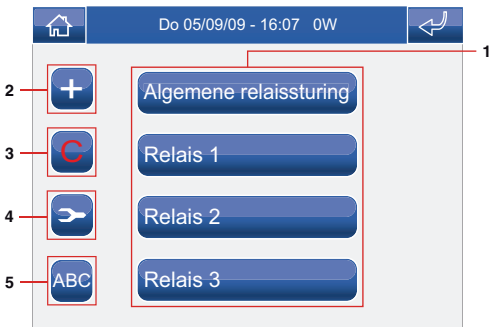 Do 05/09/09 - 16:07 0W
1
2
+
Algemene relaissturing
3
C
Relais 1
4
Relais 2
5
ABC
Relais 3